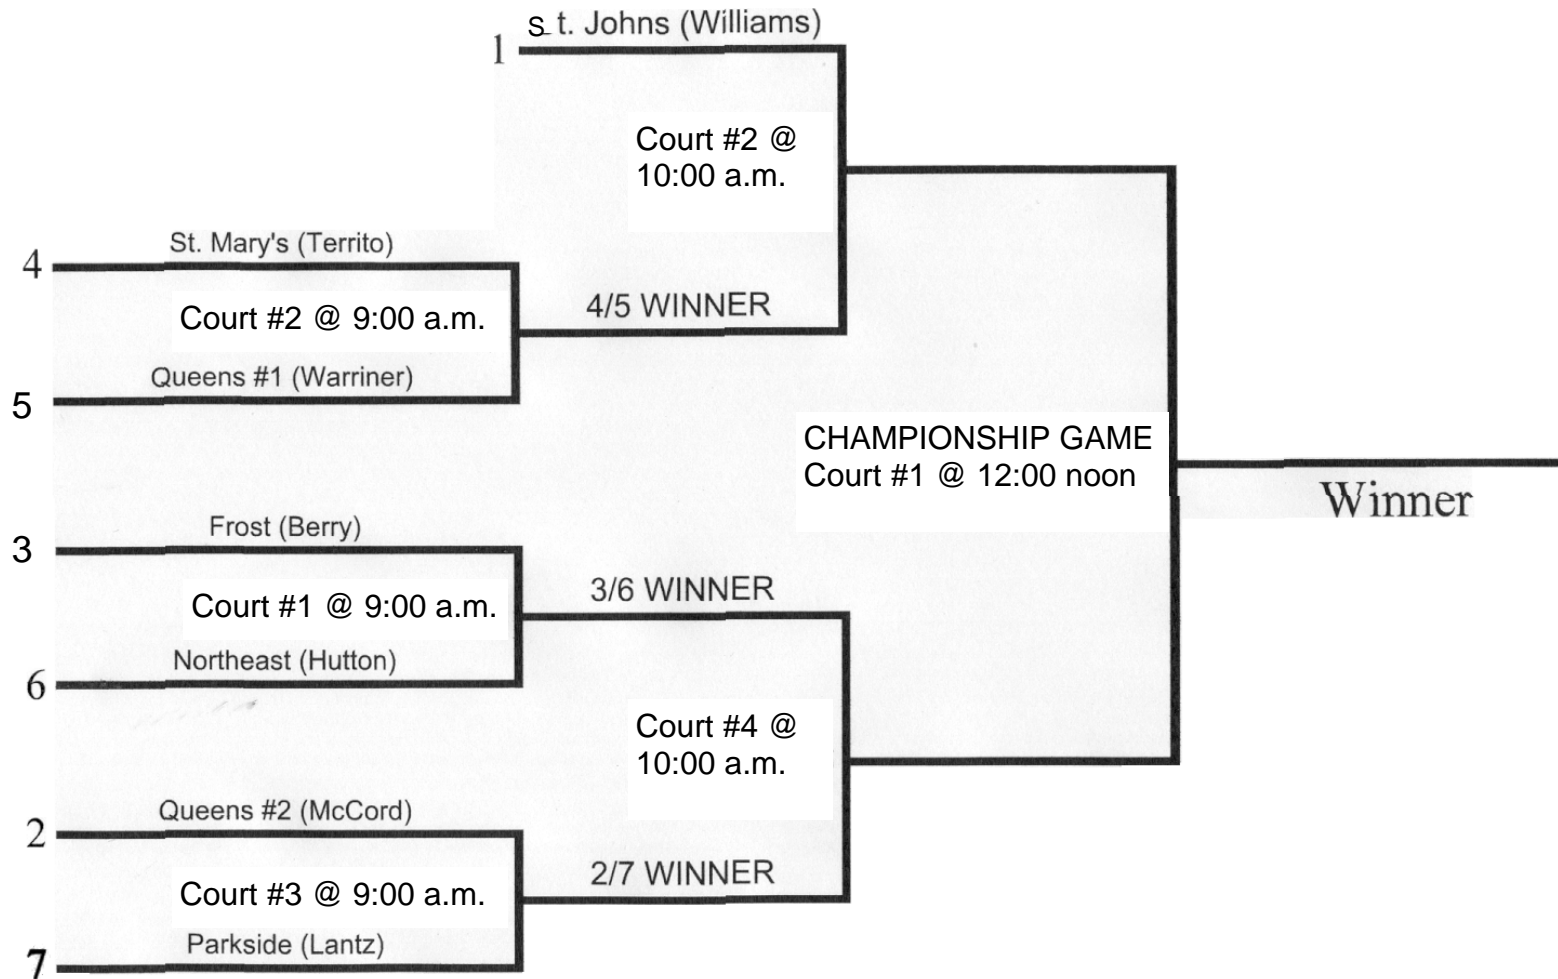 S t. Johns (Williams)
1
Court #2 @
10:00 a.m.
St. Mary's (Territo)
4
Court #2 @ 9:00 a.m.
4/5 WINNER
Queens #1 (Warriner)
5
CHAMPIONSHIP GAME
Court #1 @ 12:00 noon
Winner
Frost (Berry)
3
Court #1 @ 9:00 a.m.
3/6 WINNER
Northeast (Hutton)
6
Court #4 @
10:00 a.m.
Queens #2 (McCord)
2
Court #3 @ 9:00 a.m.
2/7 WINNER
Parkside (Lantz)
7